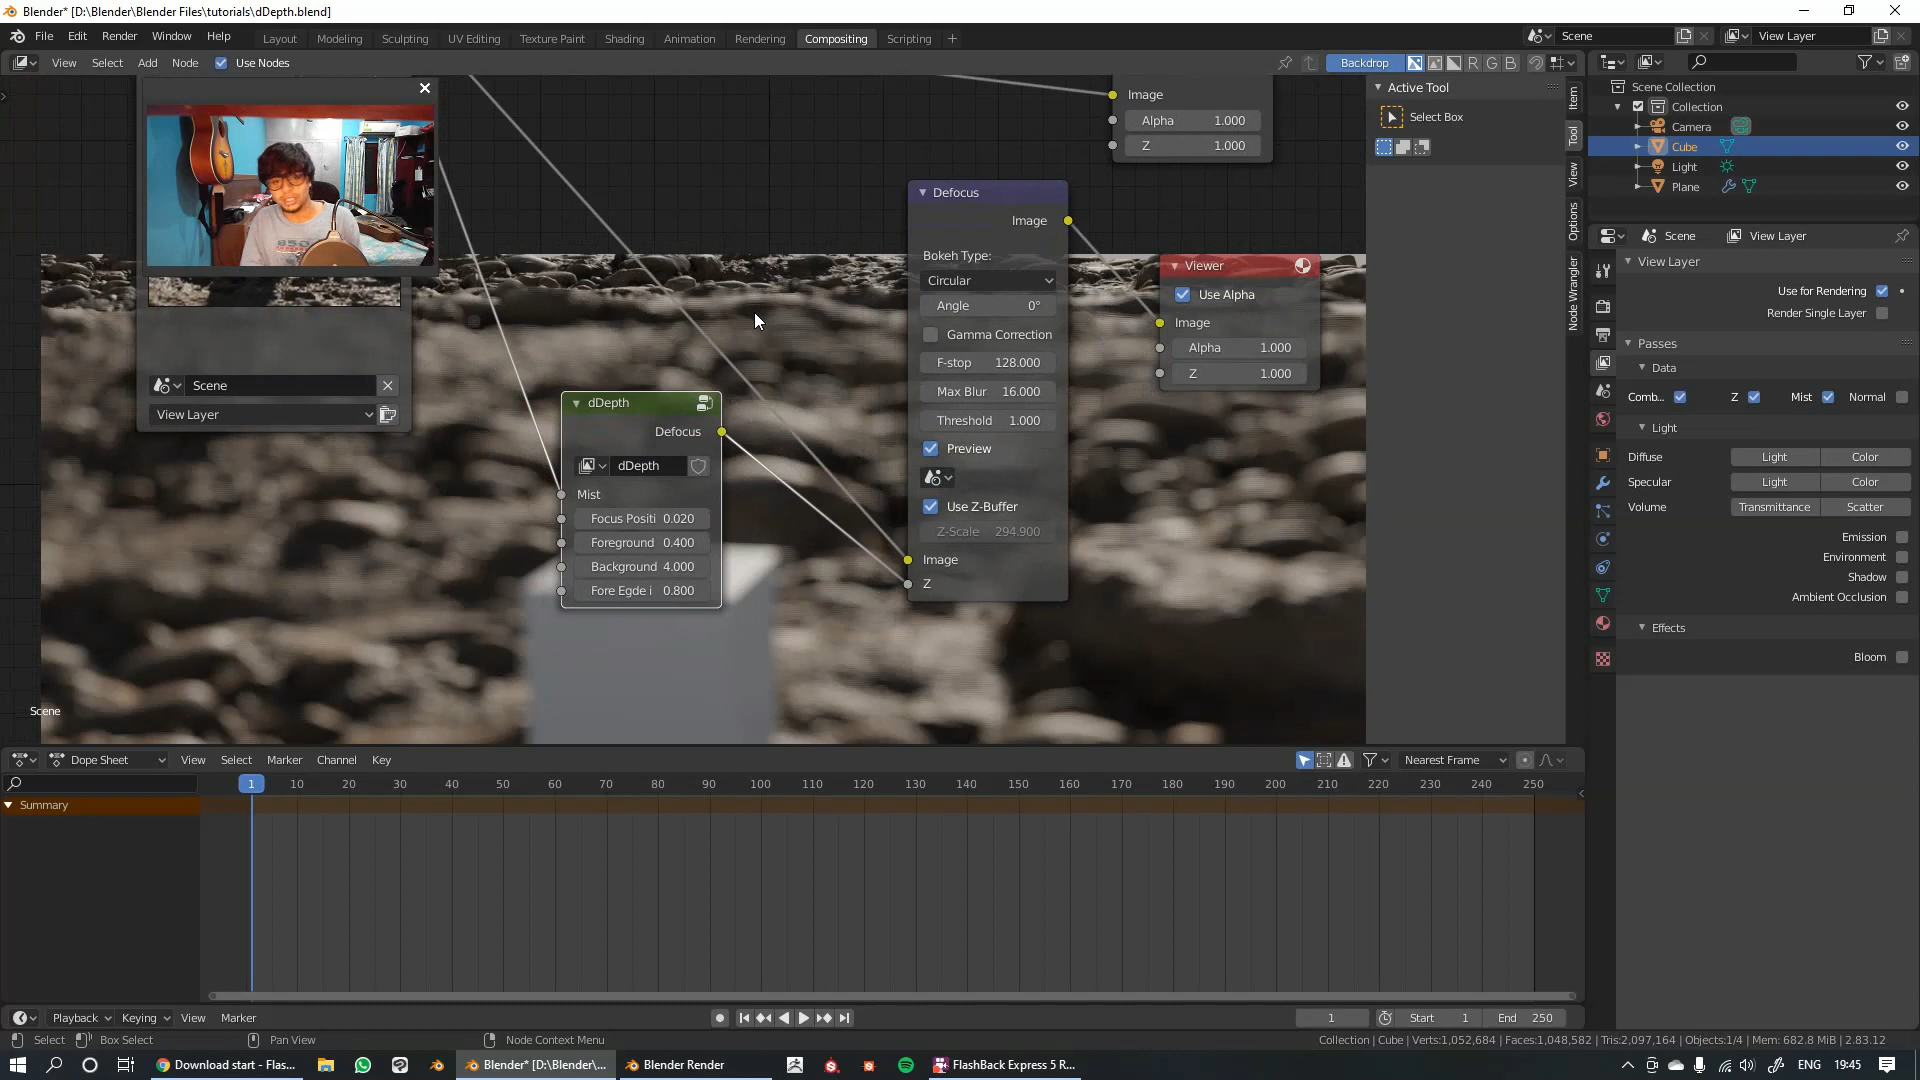 Blender* [D:\Blender\Blender Files\tutorials\dDepth.blend]
File Edit Render Window Help Layout Modeling Sculpting UV Editing Texture Paint Shading Animation Rendering Compositing Scripting + Scene View Layer
View Select Add Node Use Nodes Backdrop R G B
Active Tool
Select Box
Item
Tool
View
Options
Node Wrangler
Scene Collection
Collection
Camera
Cube
Light
Plane
Image
Alpha 1.000
Z 1.000
Defocus
Image
Bokeh Type:
Circular
Angle 0°
Gamma Correction
F-stop 128.000
Max Blur 16.000
Threshold 1.000
Preview
Use Z-Buffer
Z-Scale 294.900
Image
Z
Viewer
Use Alpha
Image
Alpha 1.000
Z 1.000
Scene
View Layer
dDepth
Defocus
dDepth
Mist
Focus Positi 0.020
Foreground 0.400
Background 4.000
Fore Egde i 0.800
Scene
850
Scene View Layer
View Layer
Use for Rendering
Render Single Layer
Passes
Data
Comb... Z Mist Normal
Light
Diffuse Light Color
Specular Light Color
Volume Transmittance Scatter
Emission
Environment
Shadow
Ambient Occlusion
Effects
Bloom
Dope Sheet View Select Marker Channel Key Nearest Frame
1 10 20 30 40 50 60 70 80 90 100 110 120 130 140 150 160 170 180 190 200 210 220 230 240 250
Summary
Playback Keying View Marker 1 Start 1 End 250
Select Box Select Pan View Node Context Menu Collection | Cube | Verts:1,052,684 | Faces:1,048,582 | Tris:2,097,164 | Objects:1/4 | Mem: 682.8 MiB | 2.83.12
Download start - Flas... Blender* [D:\Blender\... Blender Render FlashBack Express 5 R... ENG 19:45